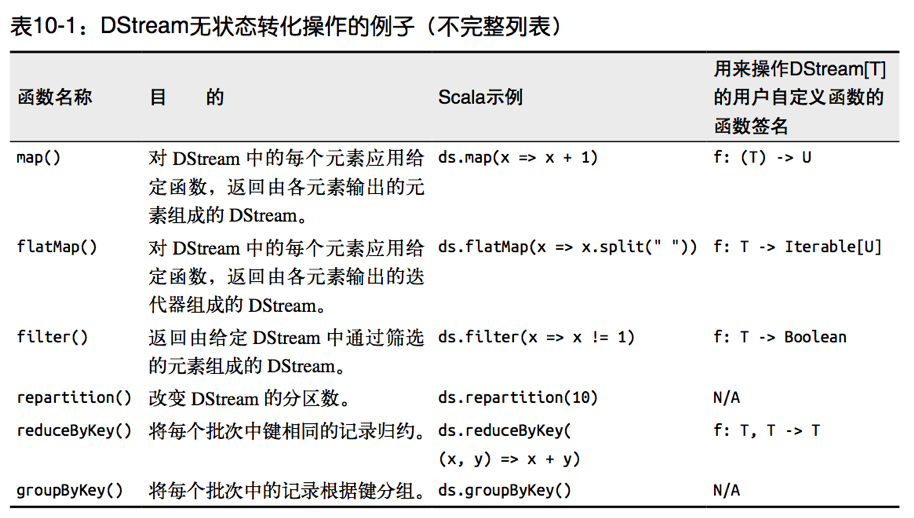 表10-1：DStream无状态转化操作的例子（不完整列表）
函数名称 目 的 Scala示例 用来操作DStream[T]
的用户自定义函数的
函数签名
map() 对 DStream 中的每个元素应用给 ds.map(x => x + 1) f: (T) -> U
定函数，返回由各元素输出的元
素组成的 DStream。
flatMap() 对 DStream 中的每个元素应用给 ds.flatMap(x => x.split(" ")) f: T -> Iterable[U]
定函数，返回由各元素输出的迭
代器组成的 DStream。
filter() 返回由给定 DStream 中通过筛选 ds.filter(x => x != 1) f: T -> Boolean
的元素组成的 DStream。
repartition() 改变 DStream 的分区数。 ds.repartition(10) N/A
reduceByKey() 将每个批次中键相同的记录归约。 ds.reduceByKey( f: T, T -> T
(x, y) => x + y)
groupByKey() 将每个批次中的记录根据键分组。 ds.groupByKey() N/A